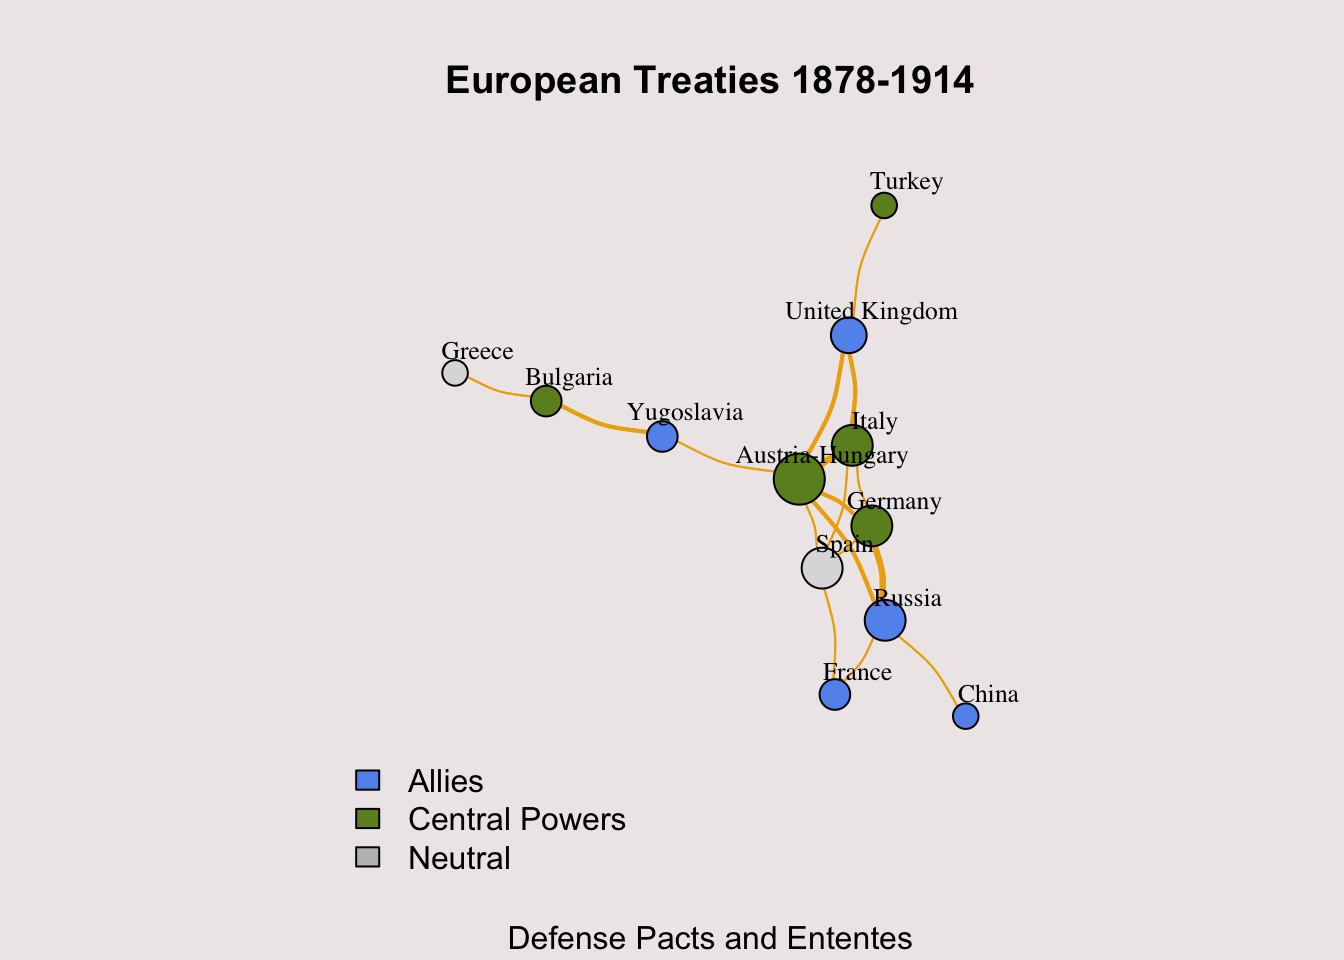 European Treaties 1878-1914
Turkey
United Kingdom
Greece
Bulgaria
Yugoslavia
Italy
Austria-Hungary
Germany
Spain
Russia
France
China
Allies
Central Powers
Neutral
Defense Pacts and Ententes